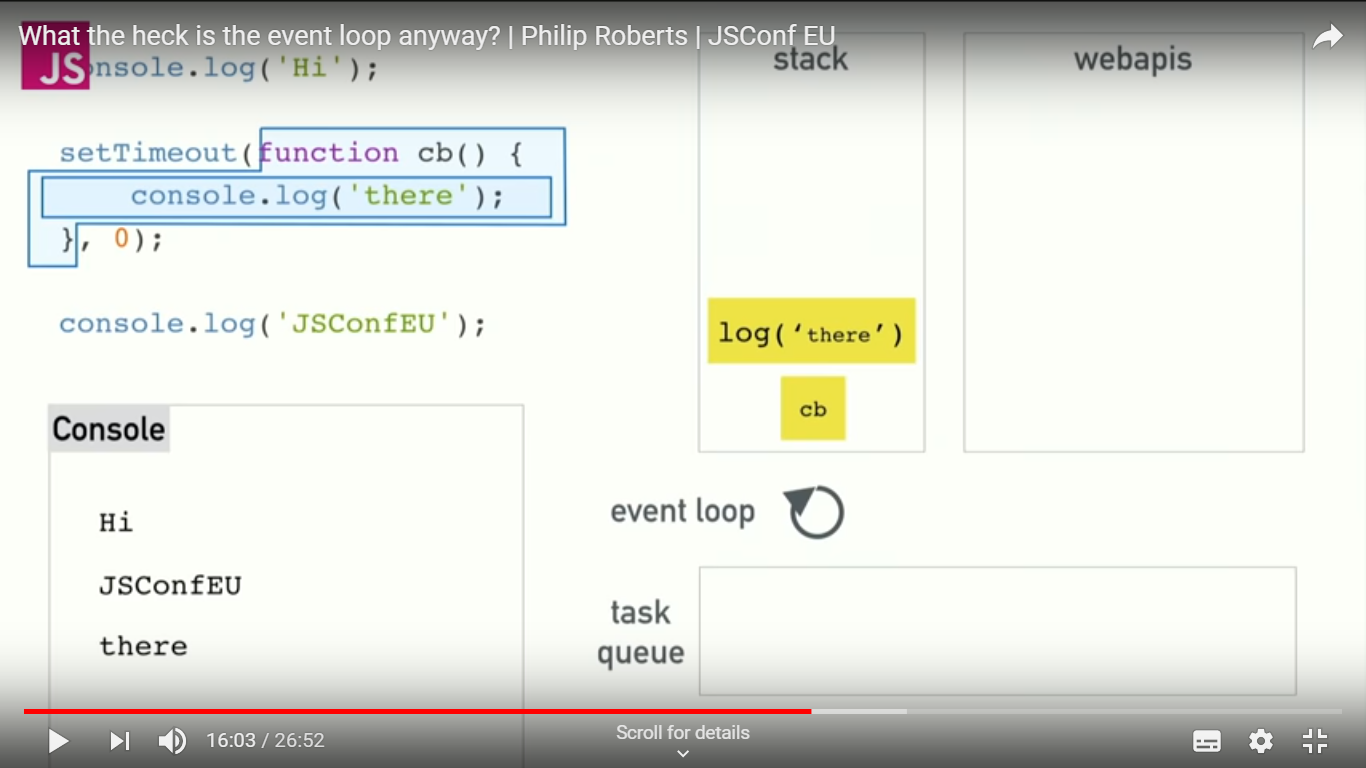 What the heck is the event loop anyway? | Philip Roberts | JSConf EU
JS
onsole.log('Hi');
setTimeout(function cb() {
console.log('there');
}, 0);
console.log('JSConfEU');
Console
Hi
JSConfEU
there
stack
log(‘there’)
cb
webapis
event loop
task
queue
16:03 / 26:52
Scroll for details